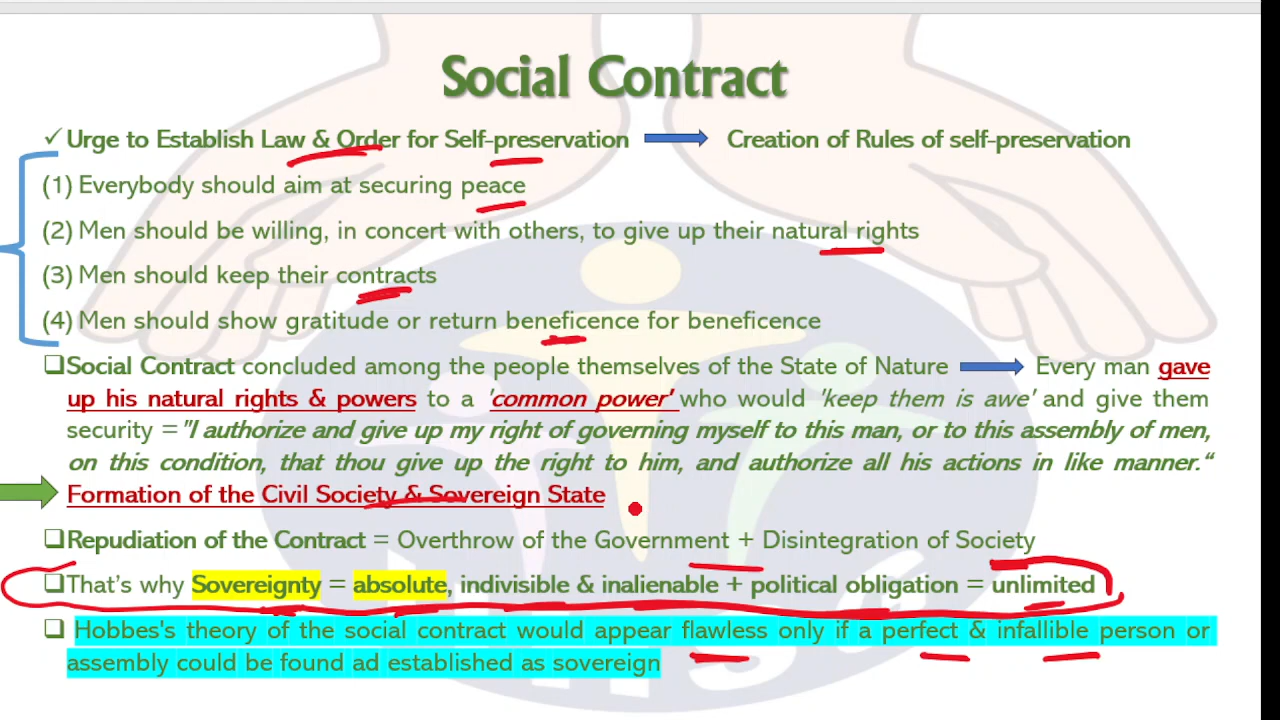 Social Contract
✓ Urge to Establish Law & Order for Self-preservation → Creation of Rules of self-preservation
(1) Everybody should aim at securing peace
(2) Men should be willing, in concert with others, to give up their natural rights
(3) Men should keep their contracts
(4) Men should show gratitude or return beneficence for beneficence
❑Social Contract concluded among the people themselves of the State of Nature → Every man gave
up his natural rights & powers to a 'common power' who would 'keep them is awe' and give them
security ="I authorize and give up my right of governing myself to this man, or to this assembly of men,
on this condition, that thou give up the right to him, and authorize all his actions in like manner.“
Formation of the Civil Society & Sovereign State
❑Repudiation of the Contract = Overthrow of the Government + Disintegration of Society
❑That's why Sovereignty = absolute, indivisible & inalienable + political obligation = unlimited
❑ Hobbes's theory of the social contract would appear flawless only if a perfect & infallible person or
assembly could be found ad established as sovereign